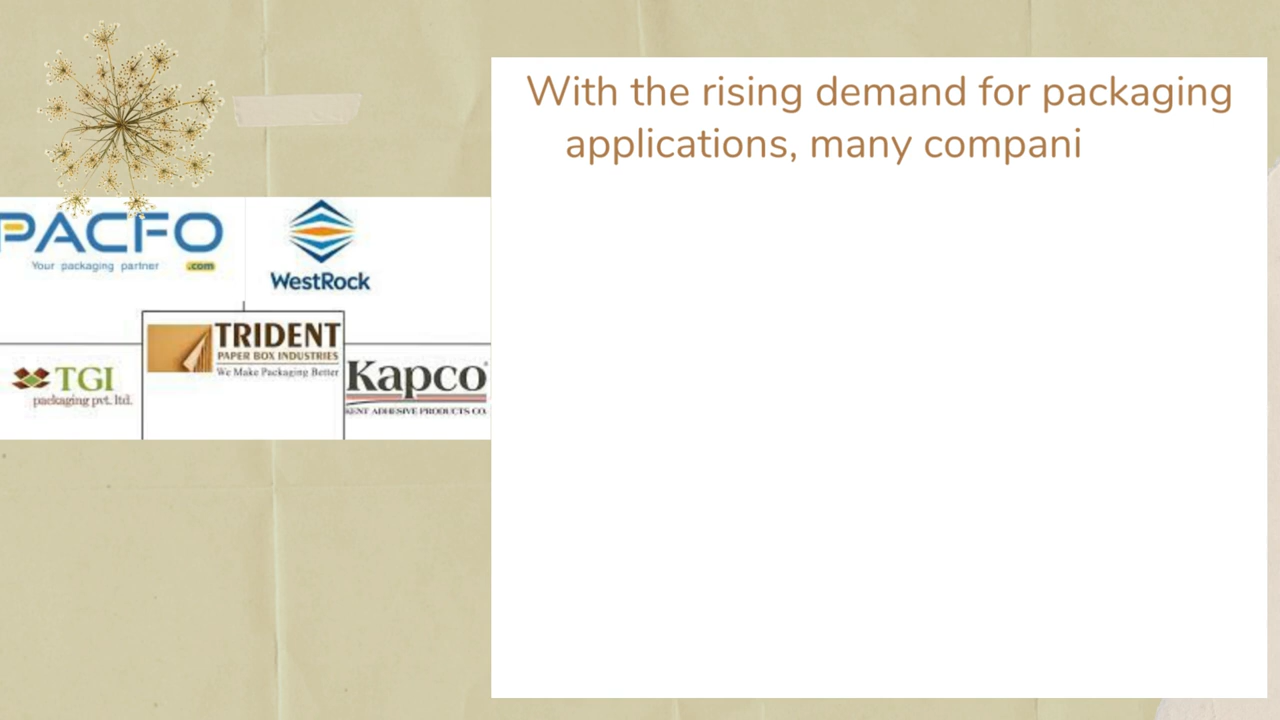 With the rising demand for packaging
applications, many compani
PACFO
Your packaging partner .com
WestRock
TRIDENT
PAPER BOX INDUSTRIES
We Make Packaging Better
TGI
packaging pvt. ltd.
Kapco
KENT ADHESIVE PRODUCTS CO.